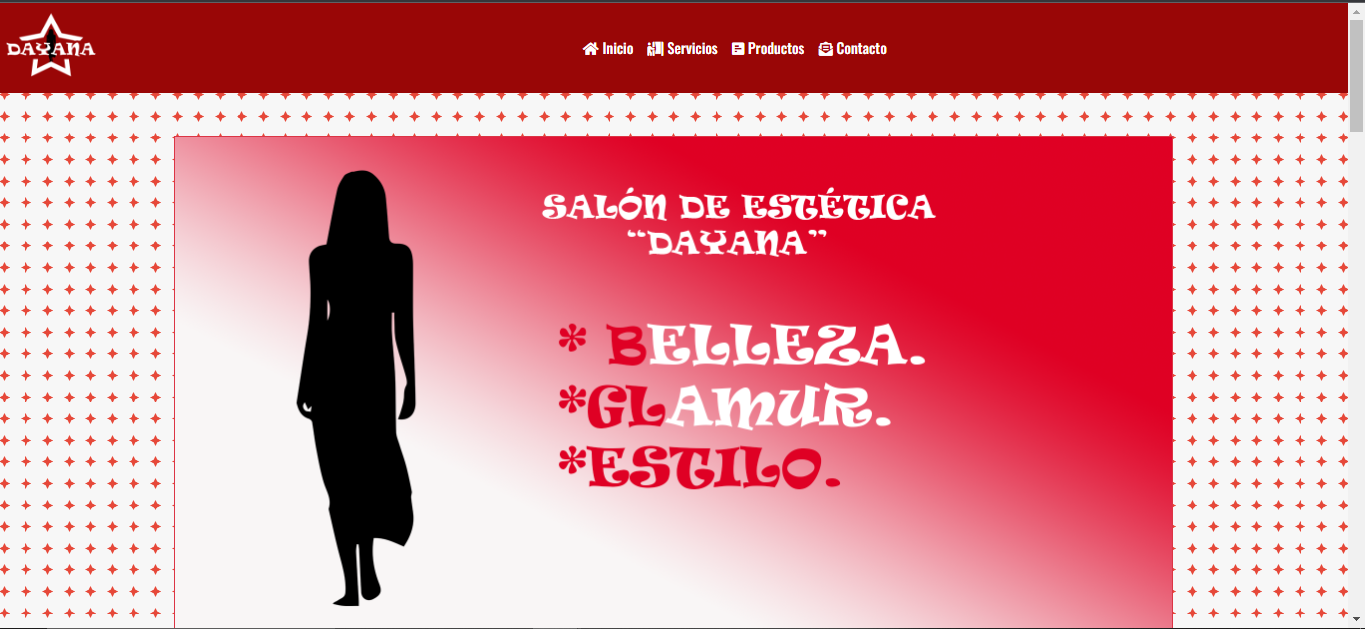 DAYANA
Inicio Servicios Productos Contacto
SALÓN DE ESTÉTICA
“DAYANA”
* BELLEZA.
*GLAMUR.
*ESTILO.